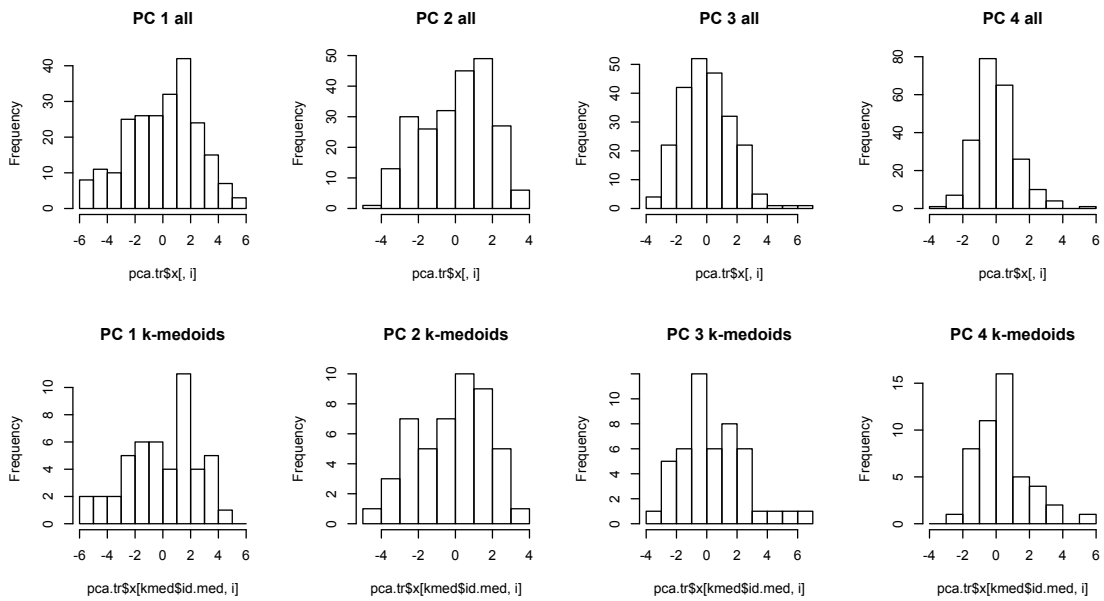 PC 1 all
Frequency
0 10 20 30 40
-6 -4 -2 0 2 4 6
pca.tr$x[, i]
PC 2 all
Frequency
0 10 20 30 40 50
-4 -2 0 2 4
pca.tr$x[, i]
PC 3 all
Frequency
0 10 20 30 40 50
-4 -2 0 2 4 6
pca.tr$x[, i]
PC 4 all
Frequency
0 20 40 60 80
-4 -2 0 2 4 6
pca.tr$x[, i]
PC 1 k-medoids
Frequency
0 2 4 6 8 10
-6 -4 -2 0 2 4 6
pca.tr$x[kmed$id.med, i]
PC 2 k-medoids
Frequency
0 2 4 6 8 10
-4 -2 0 2 4
pca.tr$x[kmed$id.med, i]
PC 3 k-medoids
Frequency
0 2 4 6 8 10
-4 -2 0 2 4 6
pca.tr$x[kmed$id.med, i]
PC 4 k-medoids
Frequency
0 5 10 15
-4 -2 0 2 4 6
pca.tr$x[kmed$id.med, i]